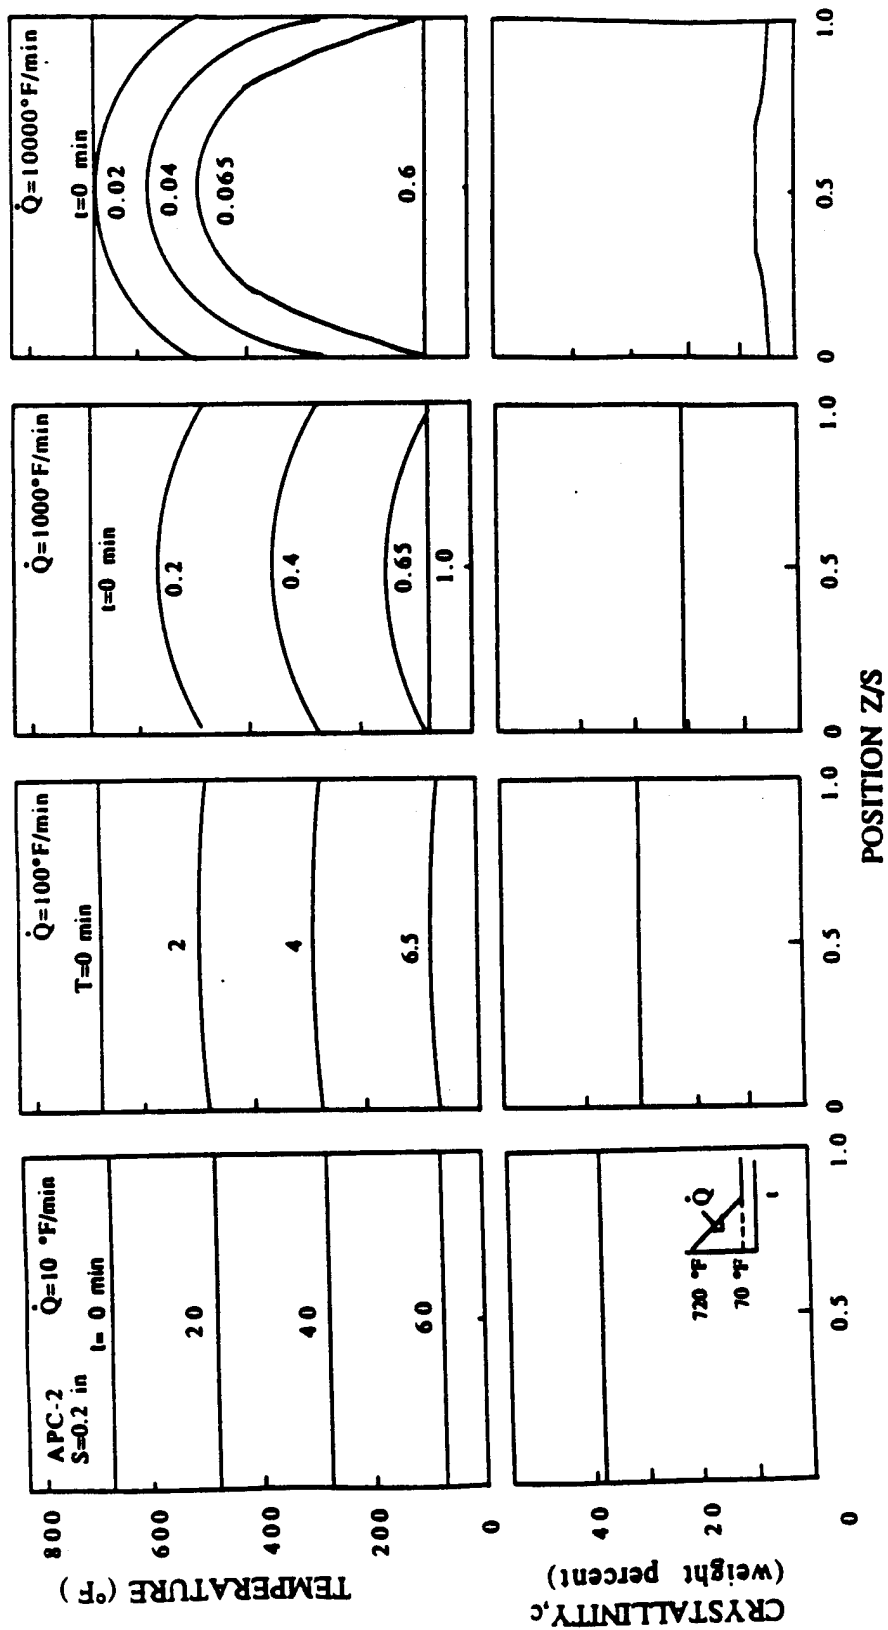 APC-2
S=0.2 in
Q̇=10 °F/min
t= 0 min
20
40
60
Q̇=100°F/min
T=0 min
2
4
6.5
Q̇=1000°F/min
t=0 min
0.2
0.4
0.65
1.0
Q̇=10000°F/min
t=0 min
0.02
0.04
0.065
0.6
TEMPERATURE (°F)
800
600
400
200
0
CRYSTALLINITY,c
(weight percent)
40
20
0
720 °F
70 °F
Q̇
t
0.5
1.0
0
0.5
1.0
0
0.5
1.0
0
0.5
1.0
POSITION Z/S